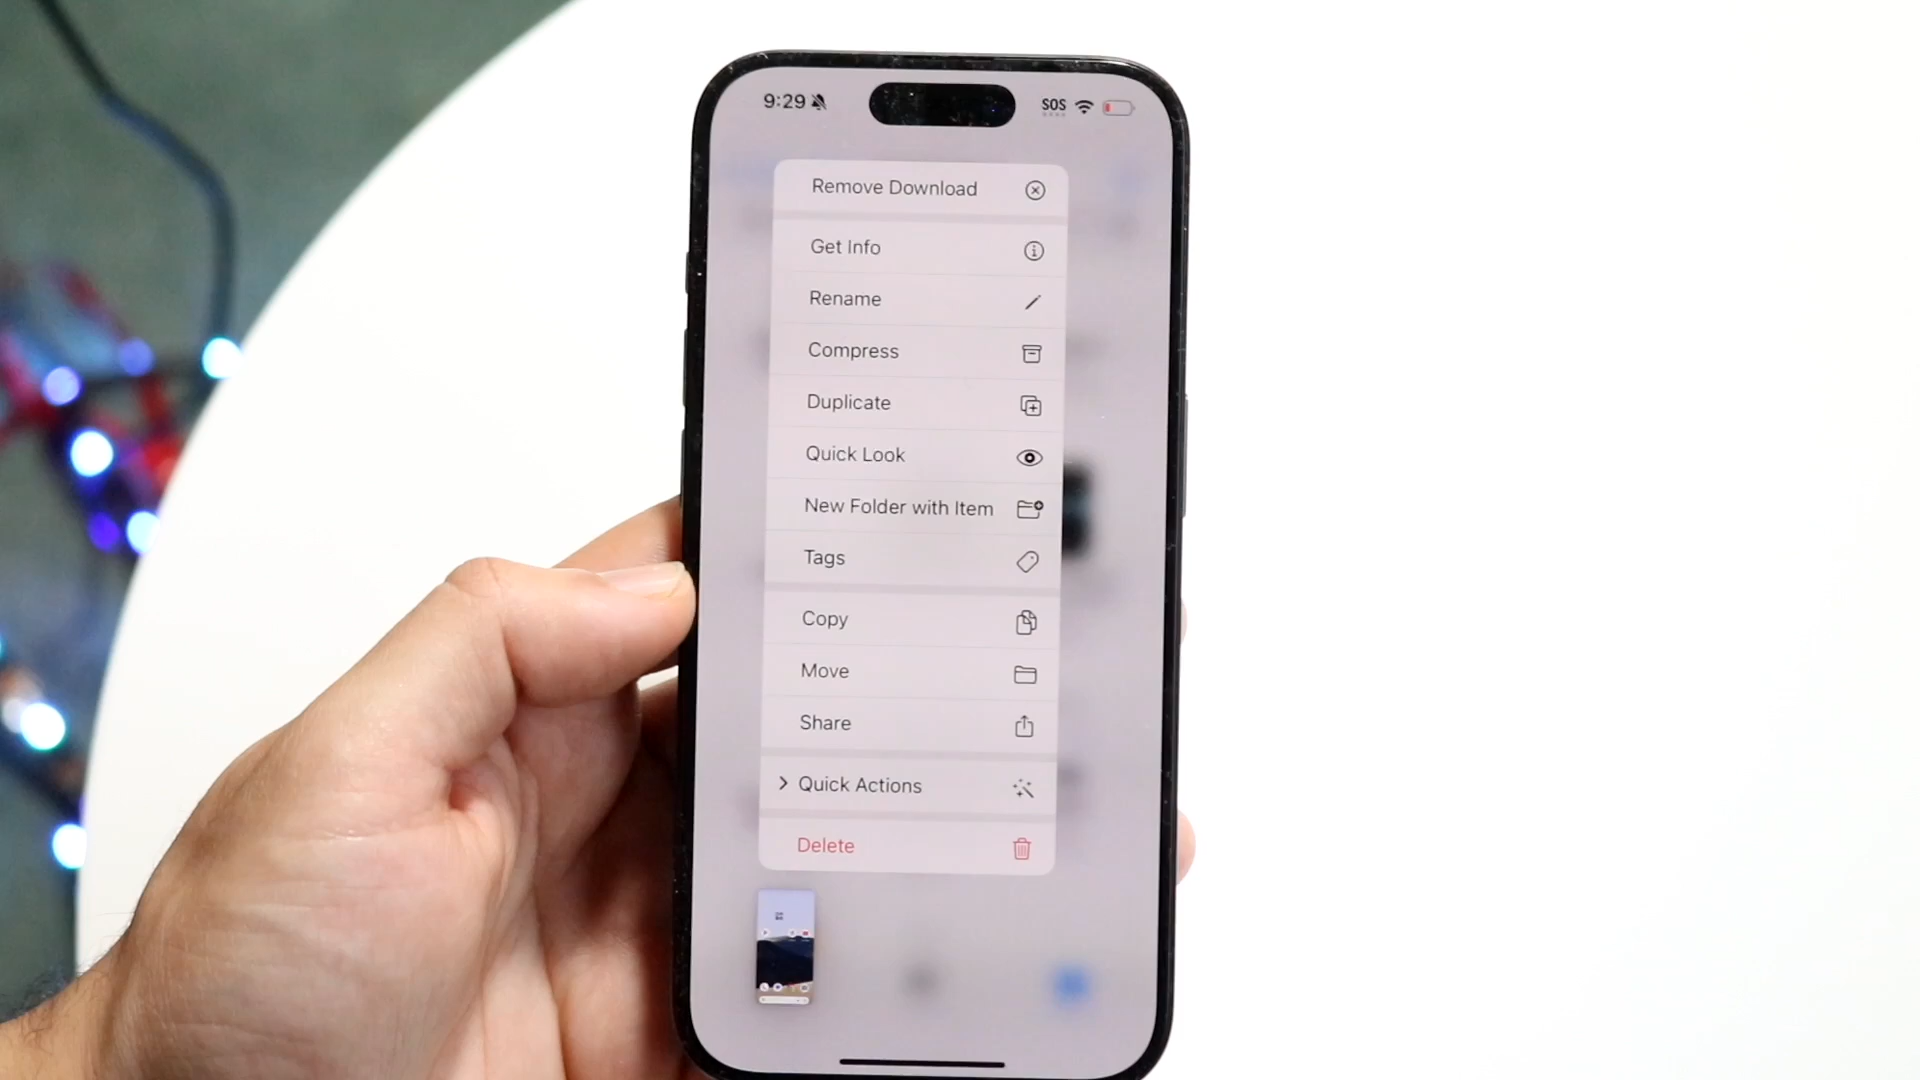 9:29
SOS
Remove Download
Get Info
Rename
Compress
Duplicate
Quick Look
New Folder with Item
Tags
Copy
Move
Share
Quick Actions
Delete